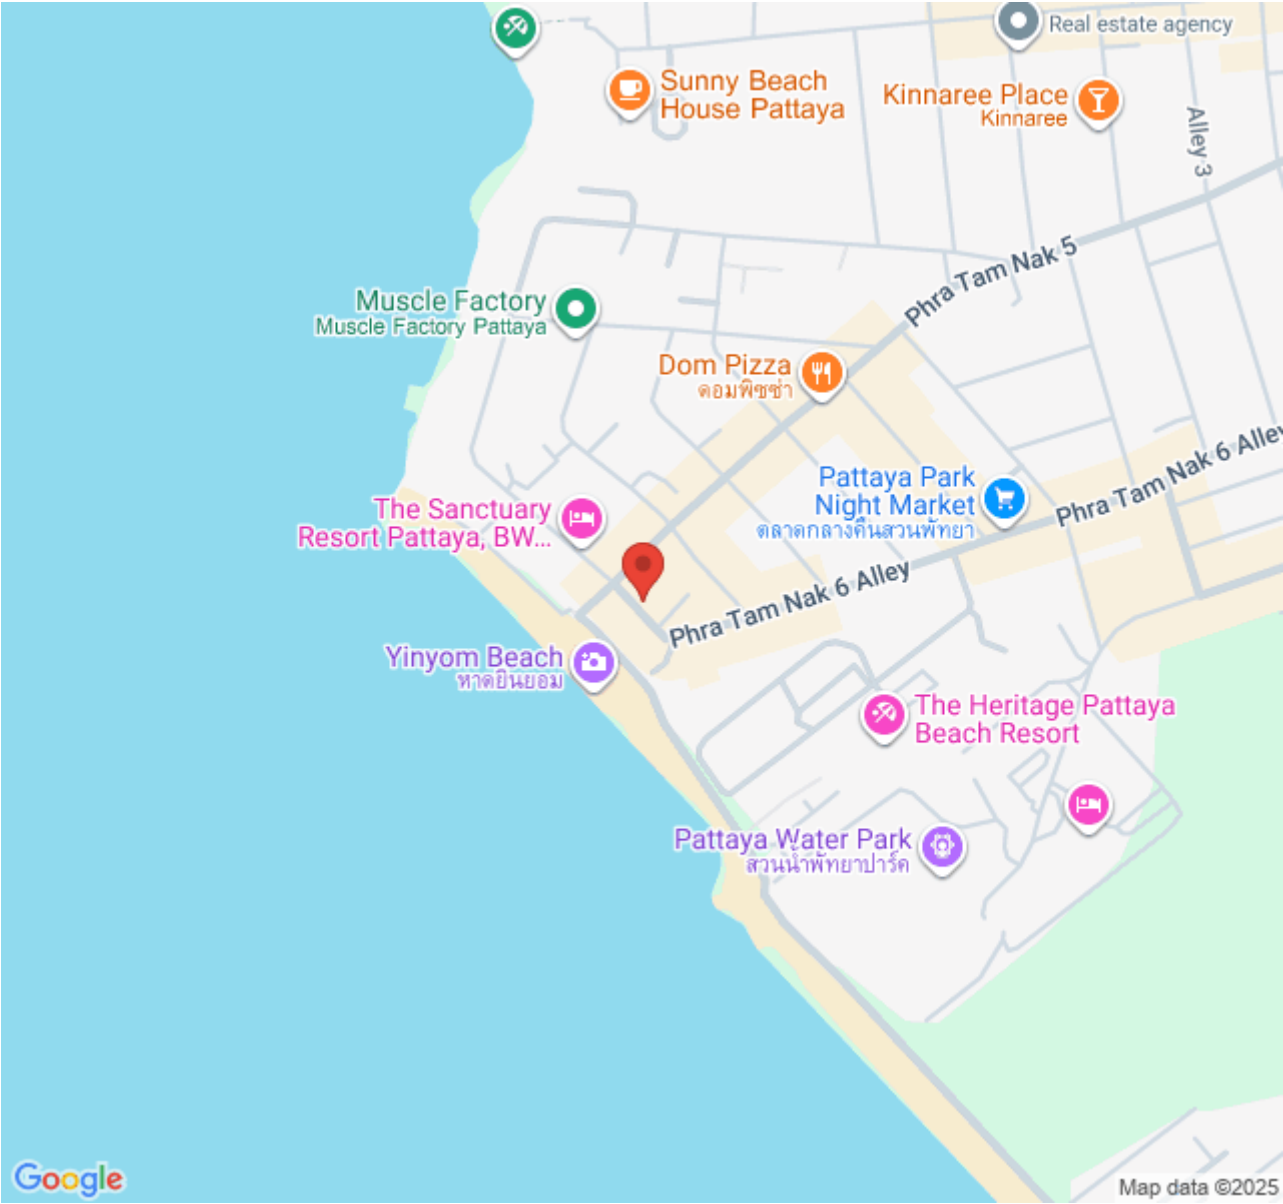 Real estate agency
Sunny Beach
House Pattaya
Kinnaree Place
Kinnaree
Alley 3
Phra Tam Nak 5
Muscle Factory
Muscle Factory Pattaya
Dom Pizza
ดอมพิซซ่า
Phra Tam Nak 6 Alley
Pattaya Park
Night Market
ตลาดกลางคืนสวนพัทยา
The Sanctuary
Resort Pattaya, BW...
Phra Tam Nak 6 Alley
Yinyom Beach
หาดยินยอม
The Heritage Pattaya
Beach Resort
Pattaya Water Park
สวนน้ำพัทยาปาร์ค
Google
Map data ©2025